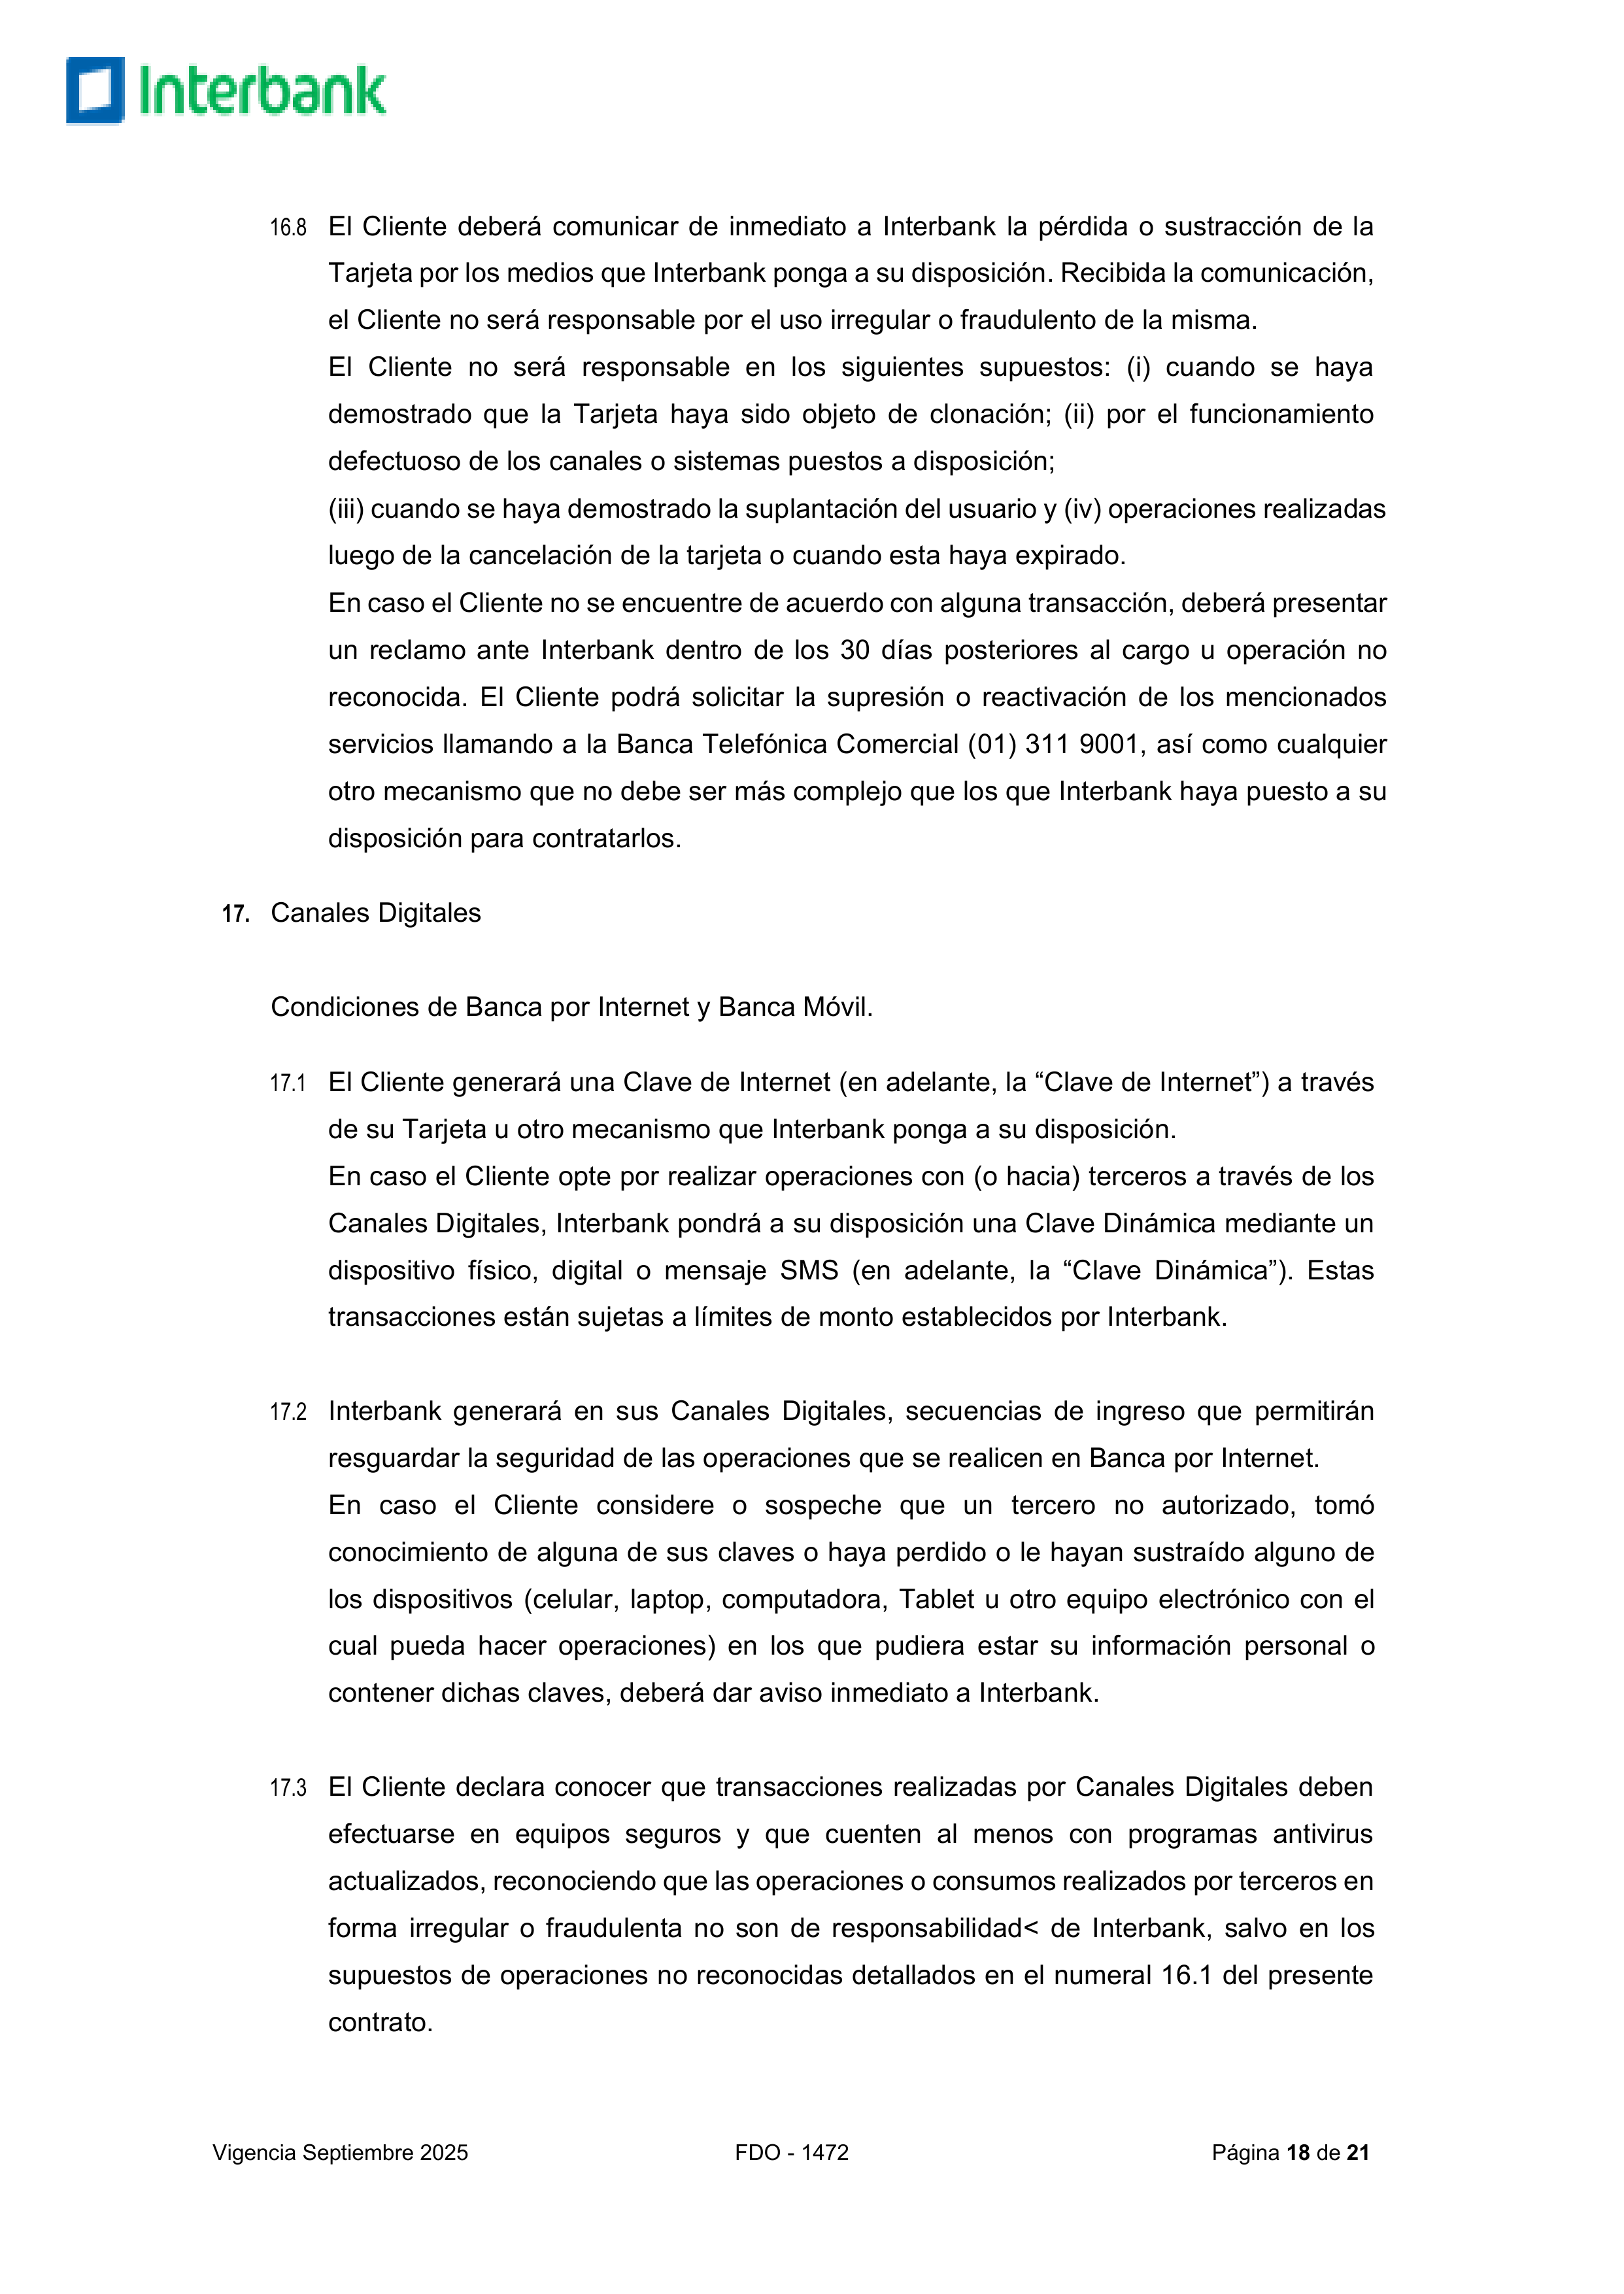 Interbank
16.8 El Cliente deberá comunicar de inmediato a Interbank la pérdida o sustracción de la
Tarjeta por los medios que Interbank ponga a su disposición. Recibida la comunicación,
el Cliente no será responsable por el uso irregular o fraudulento de la misma.
El Cliente no será responsable en los siguientes supuestos: (i) cuando se haya
demostrado que la Tarjeta haya sido objeto de clonación; (ii) por el funcionamiento
defectuoso de los canales o sistemas puestos a disposición;
(iii) cuando se haya demostrado la suplantación del usuario y (iv) operaciones realizadas
luego de la cancelación de la tarjeta o cuando esta haya expirado.
En caso el Cliente no se encuentre de acuerdo con alguna transacción, deberá presentar
un reclamo ante Interbank dentro de los 30 días posteriores al cargo u operación no
reconocida. El Cliente podrá solicitar la supresión o reactivación de los mencionados
servicios llamando a la Banca Telefónica Comercial (01) 311 9001, así como cualquier
otro mecanismo que no debe ser más complejo que los que Interbank haya puesto a su
disposición para contratarlos.
17. Canales Digitales
Condiciones de Banca por Internet y Banca Móvil.
17.1 El Cliente generará una Clave de Internet (en adelante, la “Clave de Internet”) a través
de su Tarjeta u otro mecanismo que Interbank ponga a su disposición.
En caso el Cliente opte por realizar operaciones con (o hacia) terceros a través de los
Canales Digitales, Interbank pondrá a su disposición una Clave Dinámica mediante un
dispositivo físico, digital o mensaje SMS (en adelante, la “Clave Dinámica”). Estas
transacciones están sujetas a límites de monto establecidos por Interbank.
17.2 Interbank generará en sus Canales Digitales, secuencias de ingreso que permitirán
resguardar la seguridad de las operaciones que se realicen en Banca por Internet.
En caso el Cliente considere o sospeche que un tercero no autorizado, tomó
conocimiento de alguna de sus claves o haya perdido o le hayan sustraído alguno de
los dispositivos (celular, laptop, computadora, Tablet u otro equipo electrónico con el
cual pueda hacer operaciones) en los que pudiera estar su información personal o
contener dichas claves, deberá dar aviso inmediato a Interbank.
17.3 El Cliente declara conocer que transacciones realizadas por Canales Digitales deben
efectuarse en equipos seguros y que cuenten al menos con programas antivirus
actualizados, reconociendo que las operaciones o consumos realizados por terceros en
forma irregular o fraudulenta no son de responsabilidad< de Interbank, salvo en los
supuestos de operaciones no reconocidas detallados en el numeral 16.1 del presente
contrato.
Vigencia Septiembre 2025 FDO - 1472 Página 18 de 21